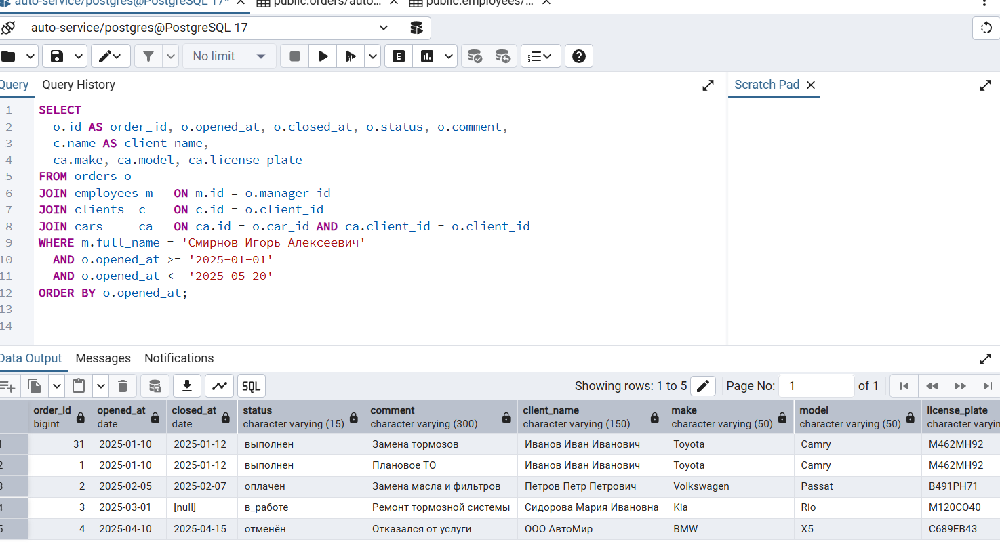 auto-service/postgres@PostgreSQL 17* public.orders/auto... public.employees/...
auto-service/postgres@PostgreSQL 17
No limit
Query Query History Scratch Pad
1 SELECT
2 o.id AS order_id, o.opened_at, o.closed_at, o.status, o.comment,
3 c.name AS client_name,
4 ca.make, ca.model, ca.license_plate
5 FROM orders o
6 JOIN employees m ON m.id = o.manager_id
7 JOIN clients c ON c.id = o.client_id
8 JOIN cars ca ON ca.id = o.car_id AND ca.client_id = o.client_id
9 WHERE m.full_name = 'Смирнов Игорь Алексеевич'
10 AND o.opened_at >= '2025-01-01'
11 AND o.opened_at < '2025-05-20'
12 ORDER BY o.opened_at;
13
14
Data Output Messages Notifications
SQL Showing rows: 1 to 5 Page No: 1 of 1
order_id opened_at closed_at status comment client_name make model license_plate
bigint date date character varying (15) character varying (300) character varying (150) character varying (50) character varying (50) character varyin
1 31 2025-01-10 2025-01-12 выполнен Замена тормозов Иванов Иван Иванович Toyota Camry М462МН92
2 1 2025-01-10 2025-01-12 выполнен Плановое ТО Иванов Иван Иванович Toyota Camry М462МН92
3 2 2025-02-05 2025-02-07 оплачен Замена масла и фильтров Петров Петр Петрович Volkswagen Passat В491РН71
4 3 2025-03-01 [null] в_работе Ремонт тормозной системы Сидорова Мария Ивановна Kia Rio М120СО40
5 4 2025-04-10 2025-04-15 отменён Отказался от услуги ООО АвтоМир BMW X5 С689ЕВ43